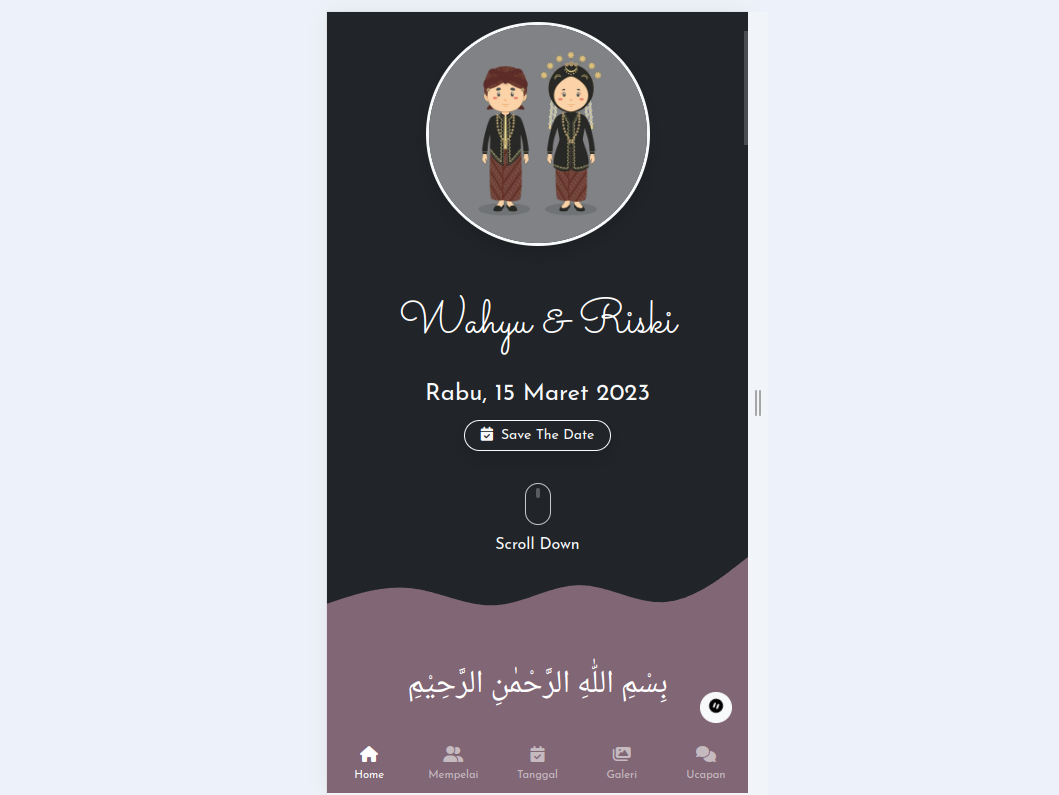 Wahyu & Riski
Rabu, 15 Maret 2023
Save The Date
Scroll Down
بِسْمِ اللّٰهِ الرَّحْمٰنِ الرَّحِيْمِ
Home Mempelai Tanggal Galeri Ucapan